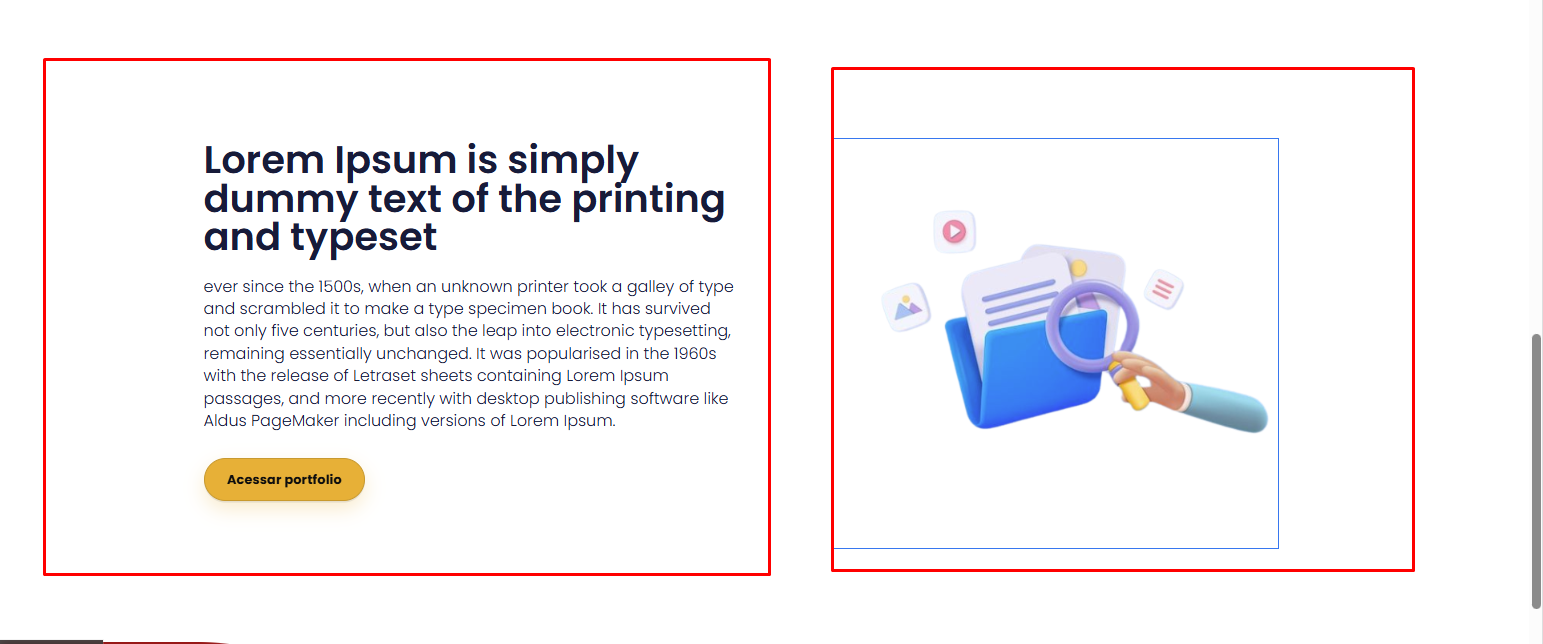 Lorem Ipsum is simply
dummy text of the printing
and typeset
ever since the 1500s, when an unknown printer took a galley of type
and scrambled it to make a type specimen book. It has survived
not only five centuries, but also the leap into electronic typesetting,
remaining essentially unchanged. It was popularised in the 1960s
with the release of Letraset sheets containing Lorem Ipsum
passages, and more recently with desktop publishing software like
Aldus PageMaker including versions of Lorem Ipsum.
Acessar portfolio